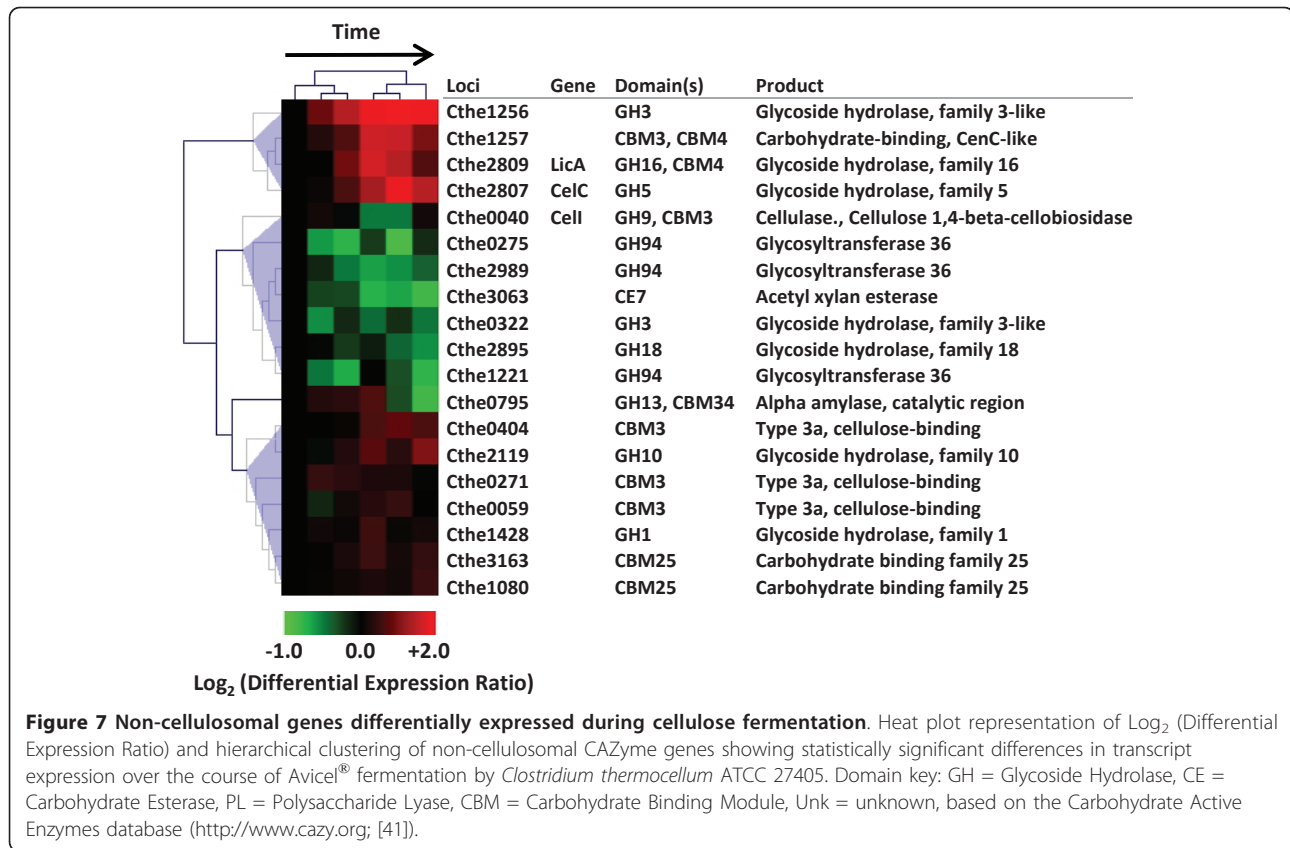 Time
Loci Gene Domain(s) Product
Cthe1256 GH3 Glycoside hydrolase, family 3-like
Cthe1257 CBM3, CBM4 Carbohydrate-binding, CenC-like
Cthe2809 LicA GH16, CBM4 Glycoside hydrolase, family 16
Cthe2807 CelC GH5 Glycoside hydrolase, family 5
Cthe0040 CelI GH9, CBM3 Cellulase., Cellulose 1,4-beta-cellobiosidase
Cthe0275 GH94 Glycosyltransferase 36
Cthe2989 GH94 Glycosyltransferase 36
Cthe3063 CE7 Acetyl xylan esterase
Cthe0322 GH3 Glycoside hydrolase, family 3-like
Cthe2895 GH18 Glycoside hydrolase, family 18
Cthe1221 GH94 Glycosyltransferase 36
Cthe0795 GH13, CBM34 Alpha amylase, catalytic region
Cthe0404 CBM3 Type 3a, cellulose-binding
Cthe2119 GH10 Glycoside hydrolase, family 10
Cthe0271 CBM3 Type 3a, cellulose-binding
Cthe0059 CBM3 Type 3a, cellulose-binding
Cthe1428 GH1 Glycoside hydrolase, family 1
Cthe3163 CBM25 Carbohydrate binding family 25
Cthe1080 CBM25 Carbohydrate binding family 25
-1.0 0.0 +2.0
Log₂ (Differential Expression Ratio)
Figure 7 Non-cellulosomal genes differentially expressed during cellulose fermentation. Heat plot representation of Log₂ (Differential
Expression Ratio) and hierarchical clustering of non-cellulosomal CAZyme genes showing statistically significant differences in transcript
expression over the course of Avicel® fermentation by Clostridium thermocellum ATCC 27405. Domain key: GH = Glycoside Hydrolase, CE =
Carbohydrate Esterase, PL = Polysaccharide Lyase, CBM = Carbohydrate Binding Module, Unk = unknown, based on the Carbohydrate Active
Enzymes database (http://www.cazy.org; [41]).